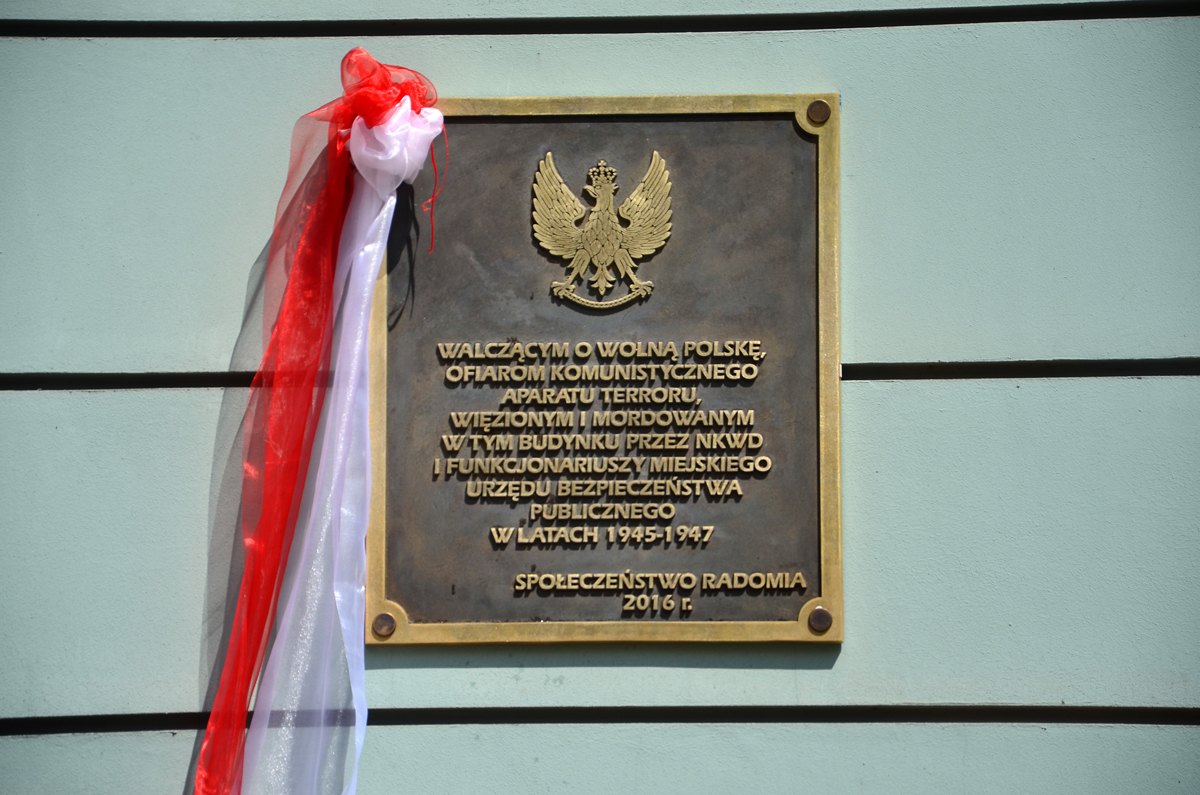 WALCZĄCYM O WOLNĄ POLSKĘ,
OFIAROM KOMUNISTYCZNEGO
APARATU TERRORU,
WIĘZIONYM I MORDOWANYM
W TYM BUDYNKU PRZEZ NKWD
I FUNKCJONARIUSZY MIEJSKIEGO
URZĘDU BEZPIECZEŃSTWA
PUBLICZNEGO
W LATACH 1945-1947
SPOŁECZEŃSTWO RADOMIA
2016 r.